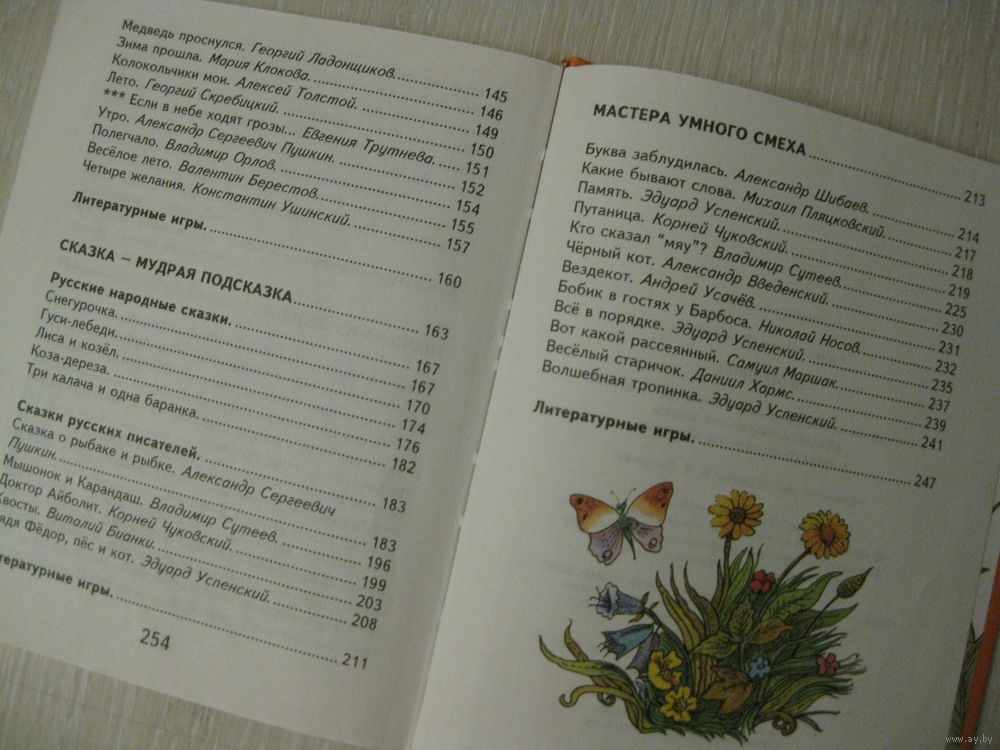 Медведь проснулся. Георгий Ладонщиков. 145
Зима прошла. Мария Клокова. 146
Колокольчики мои. Алексей Толстой. 149
Лето. Георгий Скребицкий. 150
*** Если в небе ходят грозы... Евгения Трутнева. 151
Утро. Александр Сергеевич Пушкин. 152
Полегчало. Владимир Орлов. 154
Весёлое лето. Валентин Берестов. 155
Четыре желания. Константин Ушинский. 157
Литературные игры. 160
СКАЗКА – МУДРАЯ ПОДСКАЗКА 163
Русские народные сказки. 167
Снегурочка. 167
Гуси-лебеди. 170
Лиса и козёл. 174
Коза-дереза. 176
Три калача и одна баранка. 182
Сказки русских писателей. 183
Сказка о рыбаке и рыбке. Александр Сергеевич
Пушкин. 183
Мышонок и Карандаш. Владимир Сутеев. 196
Доктор Айболит. Корней Чуковский. 199
Хвосты. Виталий Бианки. 203
ядя Фёдор, пёс и кот. Эдуард Успенский. 208
тературные игры. 211
254
МАСТЕРА УМНОГО СМЕХА 213
Буква заблудилась. Александр Шибаев. 214
Какие бывают слова. Михаил Пляцковский. 217
Память. Эдуард Успенский. 218
Путаница. Корней Чуковский. 219
Кто сказал "мяу"? Владимир Сутеев. 225
Чёрный кот. Александр Введенский. 230
Вездекот. Андрей Усачёв. 231
Бобик в гостях у Барбоса. Николай Носов. 232
Всё в порядке. Эдуард Успенский. 235
Вот какой рассеянный. Самуил Маршак. 237
Весёлый старичок. Даниил Хармс. 239
Волшебная тропинка. Эдуард Успенский. 241
Литературные игры. 247
www.ay.by